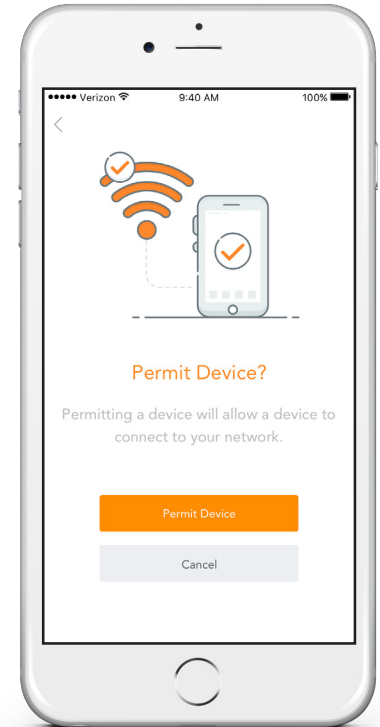 Verizon 9:40 AM 100%
Permit Device?
Permitting a device will allow a device to
connect to your network.
Permit Device
Cancel